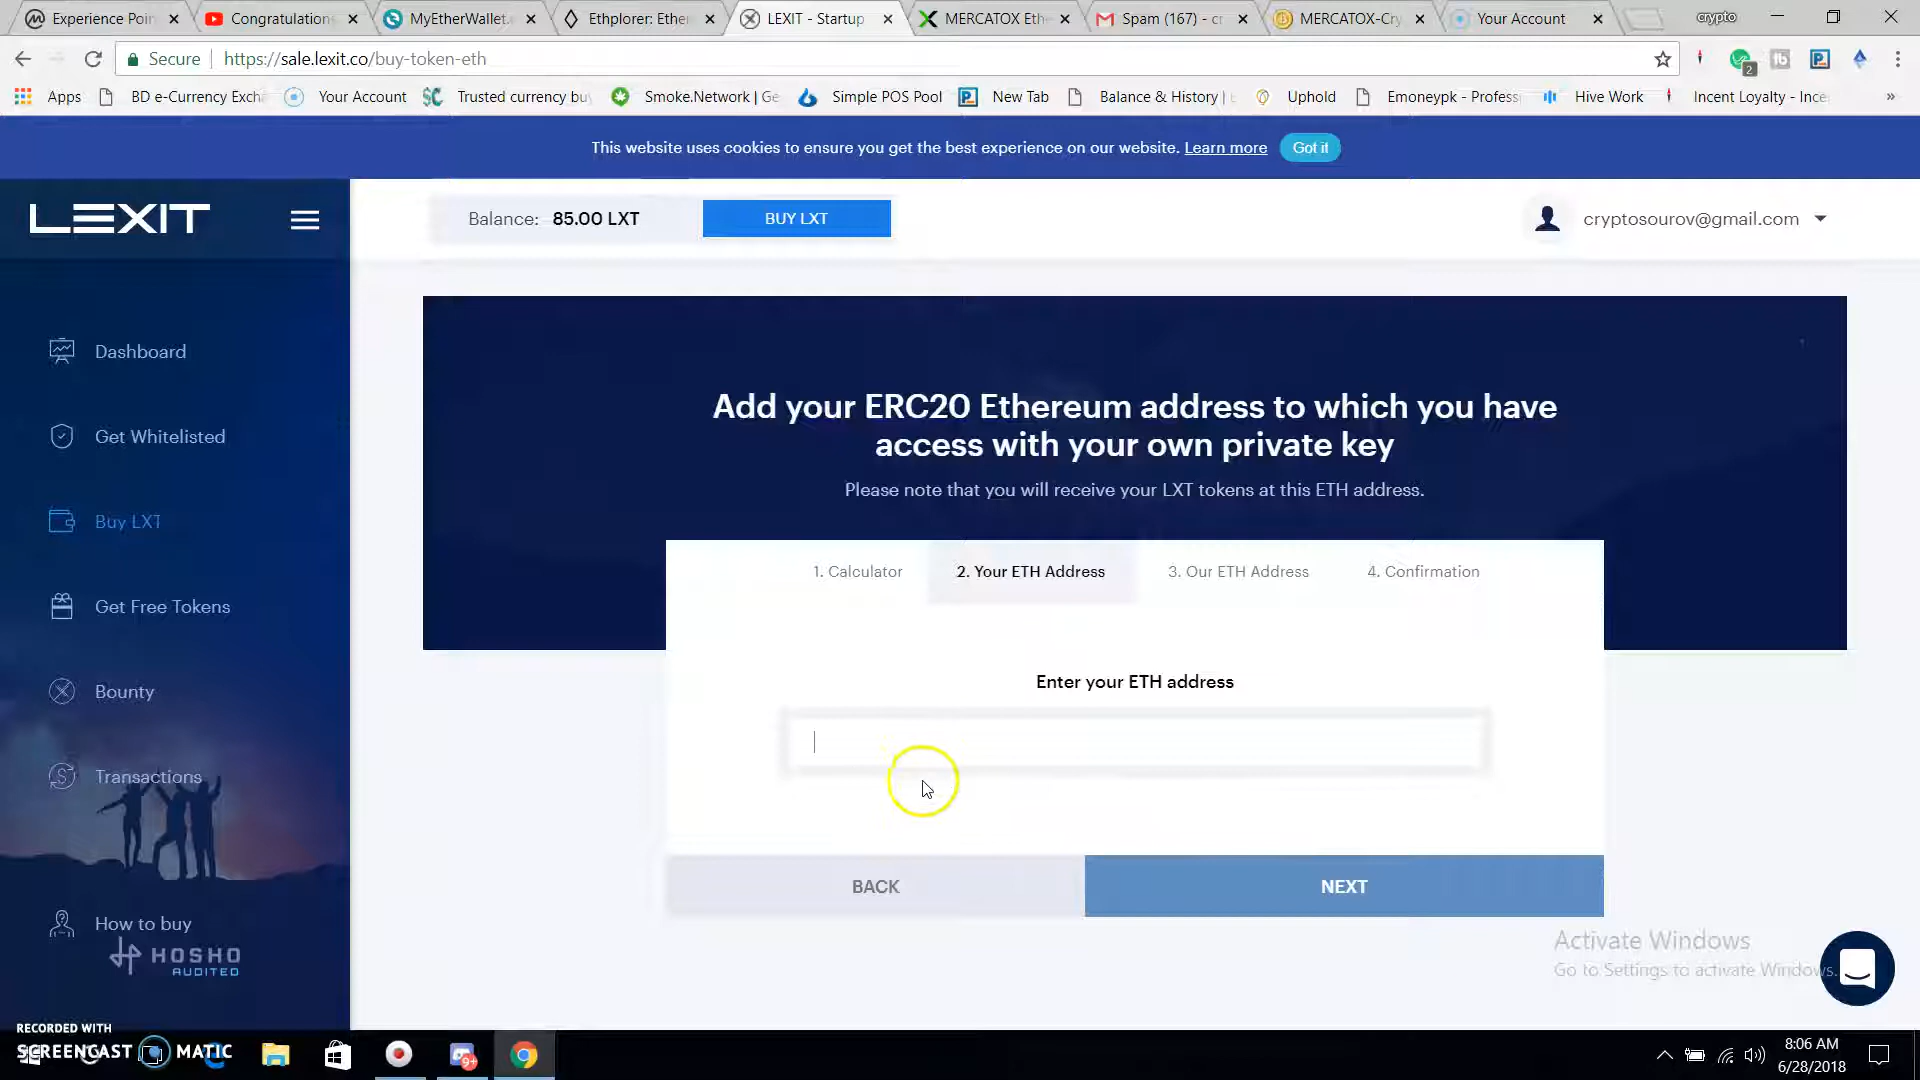 Experience Poin
Congratulation
MyEtherWallet.
Ethplorer: Ethe
LEXIT - Startup
MERCATOX Eth
Spam (167) - cr
MERCATOX-Cry
Your Account
crypto
Secure
https://sale.lexit.co/buy-token-eth
2
Apps
BD e-Currency Excha
Your Account
Trusted currency bu
Smoke.Network | Ge
Simple POS Pool
New Tab
Balance & History |
Uphold
Emoneypk - Profess
Hive Work
Incent Loyalty - Ince
»
This website uses cookies to ensure you get the best experience on our website. Learn more
Got it
LEXIT
Balance: 85.00 LXT
BUY LXT
cryptosourov@gmail.com
Dashboard
Get Whitelisted
Buy LXT
Get Free Tokens
Bounty
Transactions
How to buy
HOSHO
AUDITED
Add your ERC20 Ethereum address to which you have
access with your own private key
Please note that you will receive your LXT tokens at this ETH address.
1. Calculator
2. Your ETH Address
3. Our ETH Address
4. Confirmation
Enter your ETH address
BACK
NEXT
Activate Windows
Go to Settings to activate Windows.
RECORDED WITH
SCREENCAST MATIC
9+
8:06 AM
6/28/2018